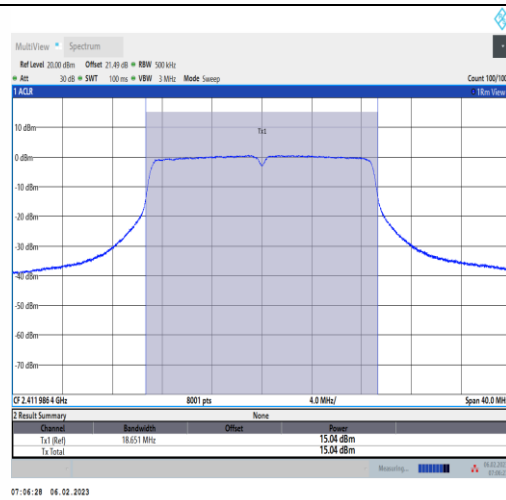 MultiView Spectrum
Ref Level 20.00 dBm Offset 21.49 dB RBW 500 kHz
Att 30 dB SWT 100 ms VBW 3 MHz Mode Sweep Count 100/100
1 ACLR 1Rm View
Tx1
10 dBm
0 dBm
-10 dBm
-20 dBm
-30 dBm
-40 dBm
-50 dBm
-60 dBm
-70 dBm
CF 2.411 986 4 GHz 8001 pts 4.0 MHz/ Span 40.0 MHz
2 Result Summary None
Channel Bandwidth Offset Power
Tx1 (Ref) 18.651 MHz 15.04 dBm
Tx Total 15.04 dBm
Measuring...
07:06:28 06.02.2023